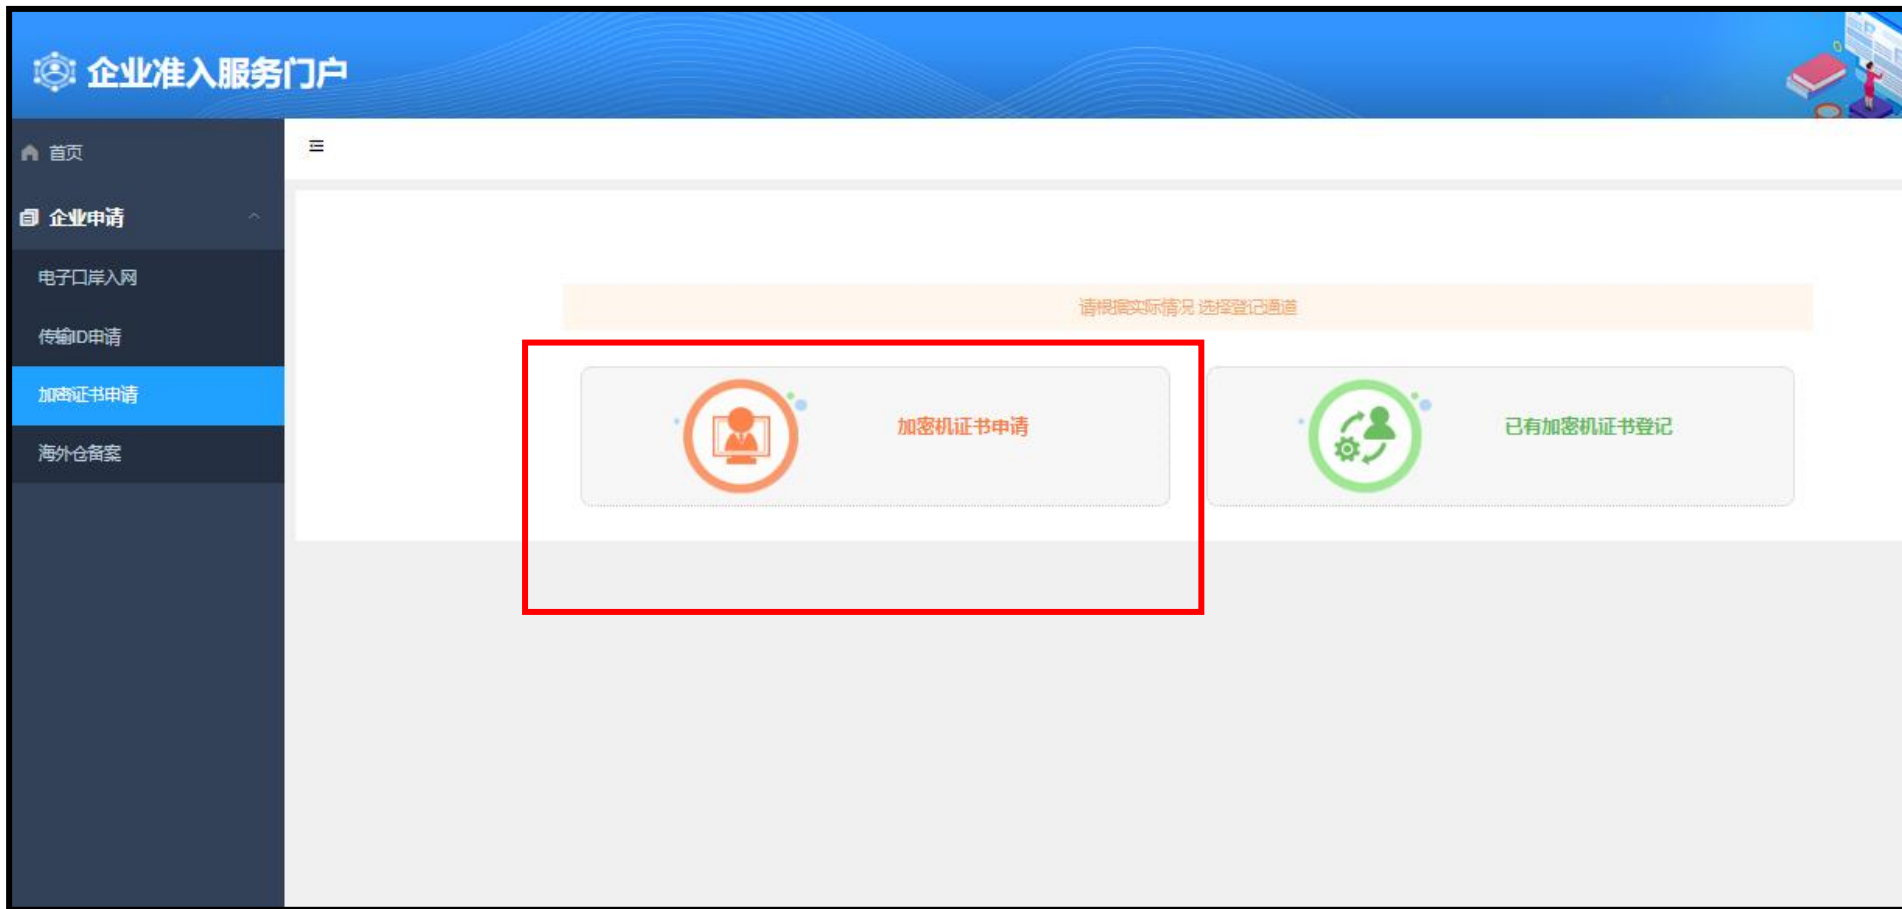 企业准入服务门户
首页
企业申请
电子口岸入网
传输ID申请
加密证书申请
海外仓备案
请根据实际情况 选择登记通道
加密机证书申请
已有加密机证书登记